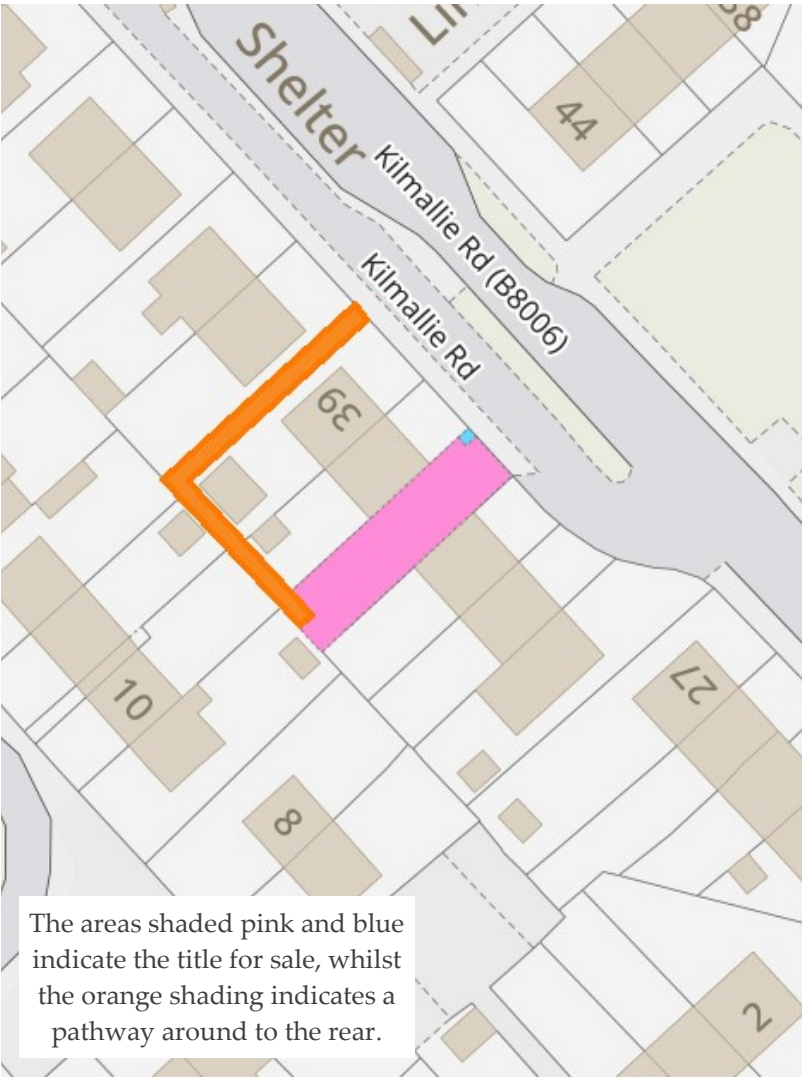 Shelter
Kilmallie Rd (B8006)
Kilmallie Rd
44
39
10
8
27
2
The areas shaded pink and blue
indicate the title for sale, whilst
the orange shading indicates a
pathway around to the rear.